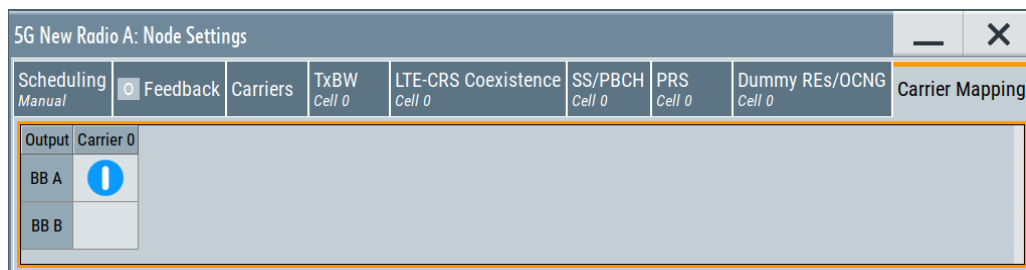 5G New Radio A: Node Settings
Scheduling
Manual
O Feedback
Carriers
TxBW
Cell 0
LTE-CRS Coexistence
Cell 0
SS/PBCH
Cell 0
PRS
Cell 0
Dummy REs/OCNG
Cell 0
Carrier Mapping
Output Carrier 0
BB A
BB B